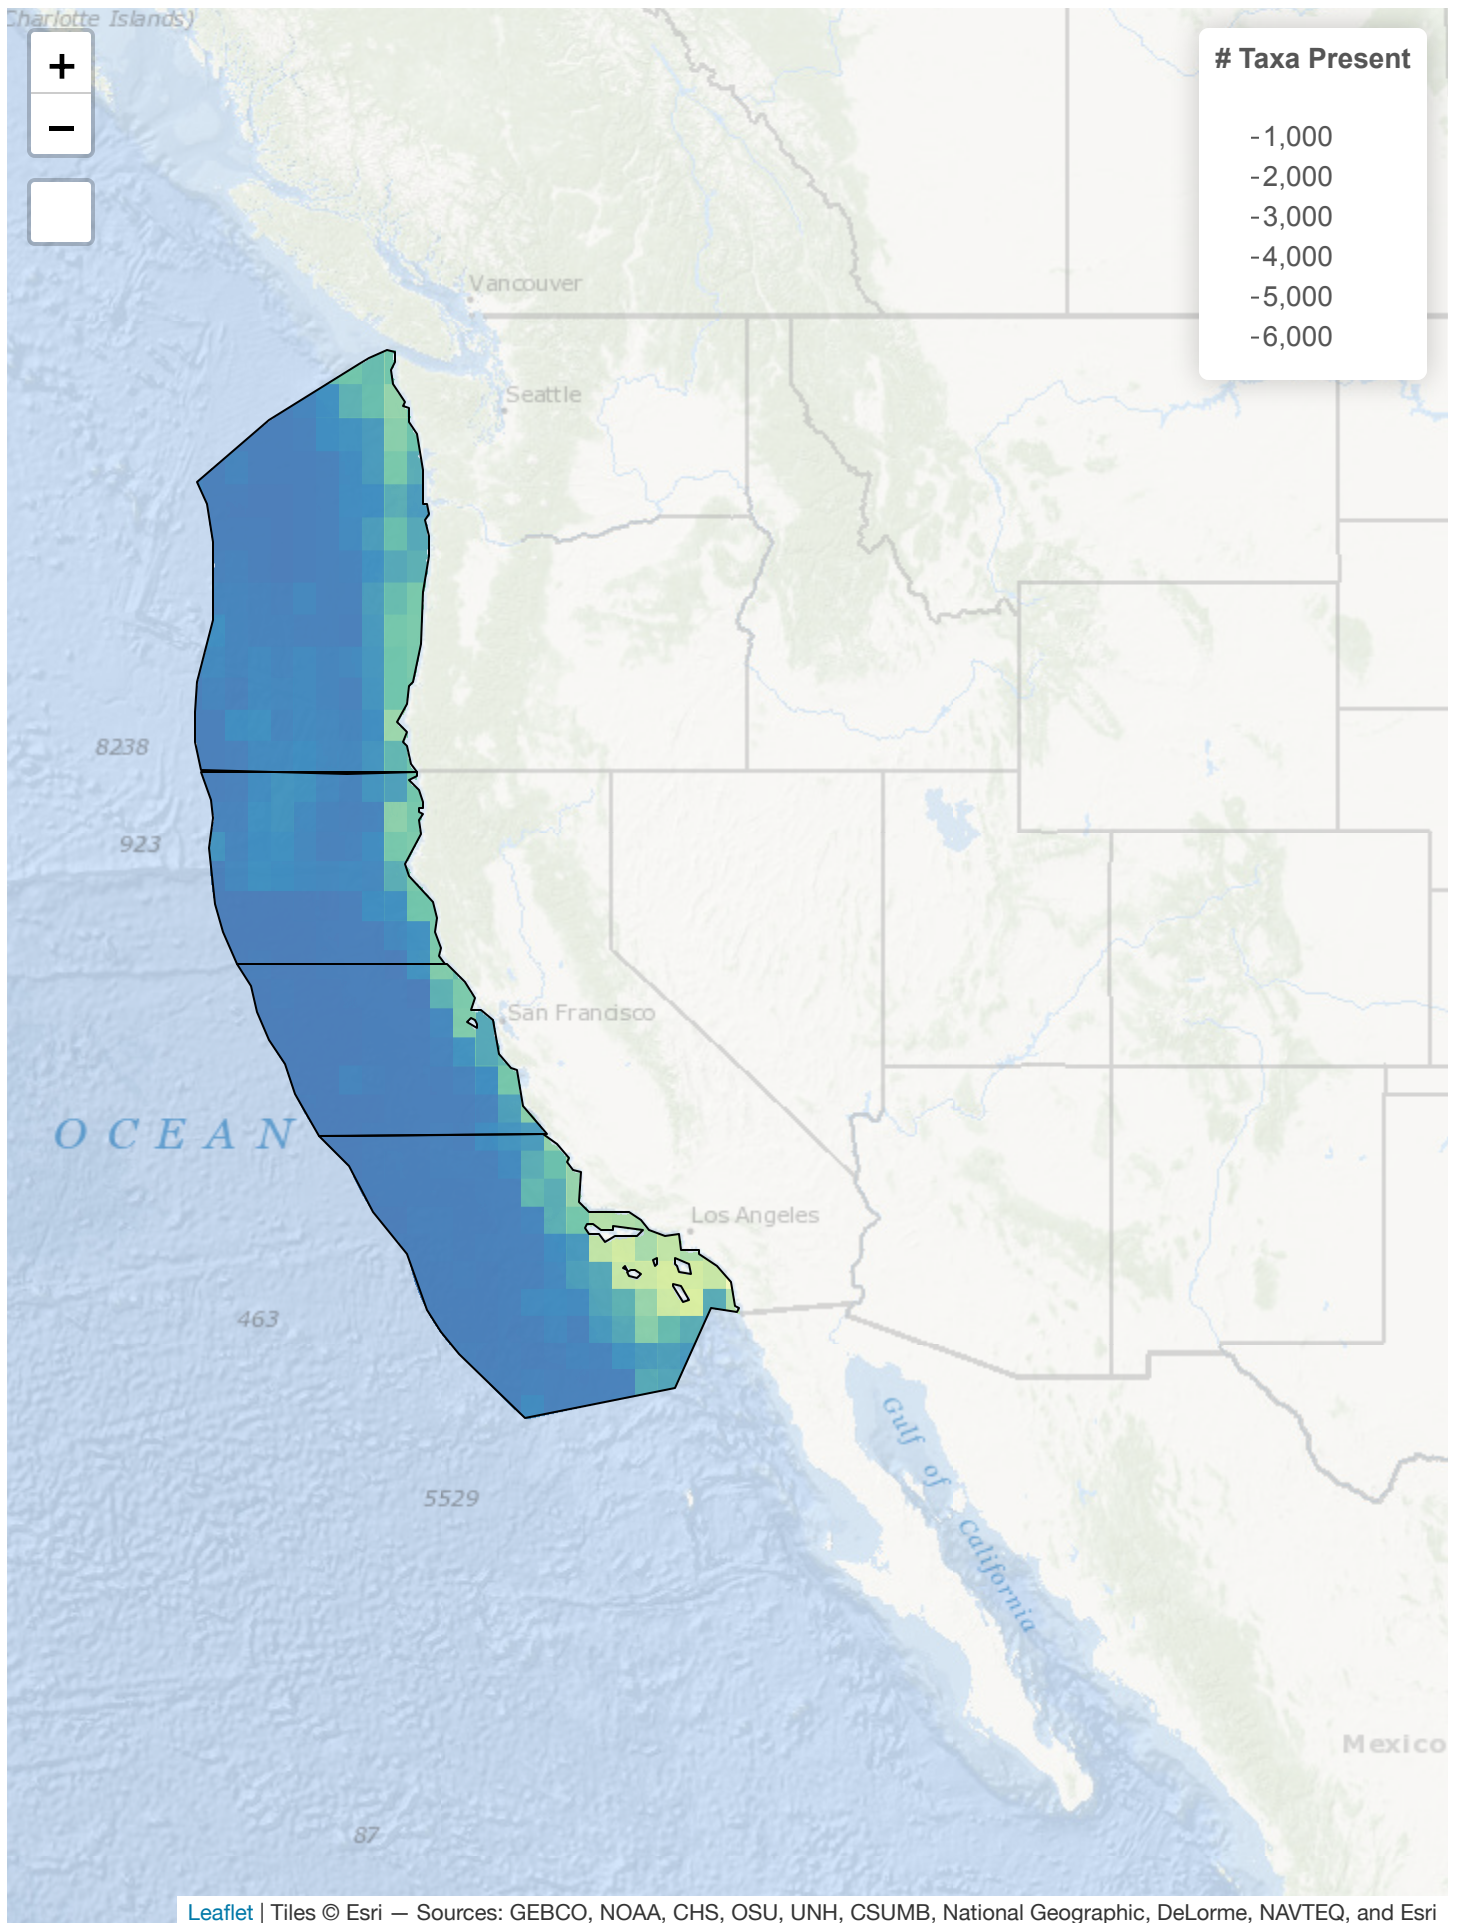 Charlotte Islands)
+
−
# Taxa Present
-1,000
-2,000
-3,000
-4,000
-5,000
-6,000
Vancouver
Seattle
8238
923
San Francisco
OCEAN
Los Angeles
463
Gulf of California
5529
Mexico
87
Leaflet | Tiles © Esri — Sources: GEBCO, NOAA, CHS, OSU, UNH, CSUMB, National Geographic, DeLorme, NAVTEQ, and Esri